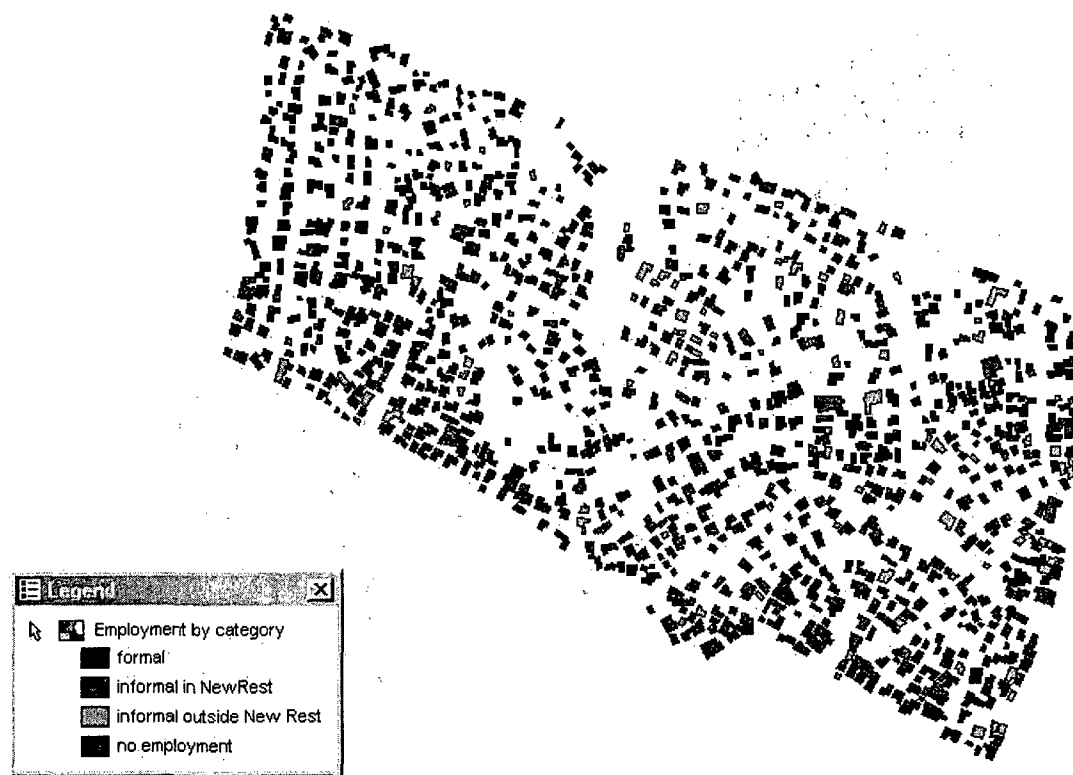 Legend
Employment by category
formal
informal in NewRest
informal outside New Rest
no employment